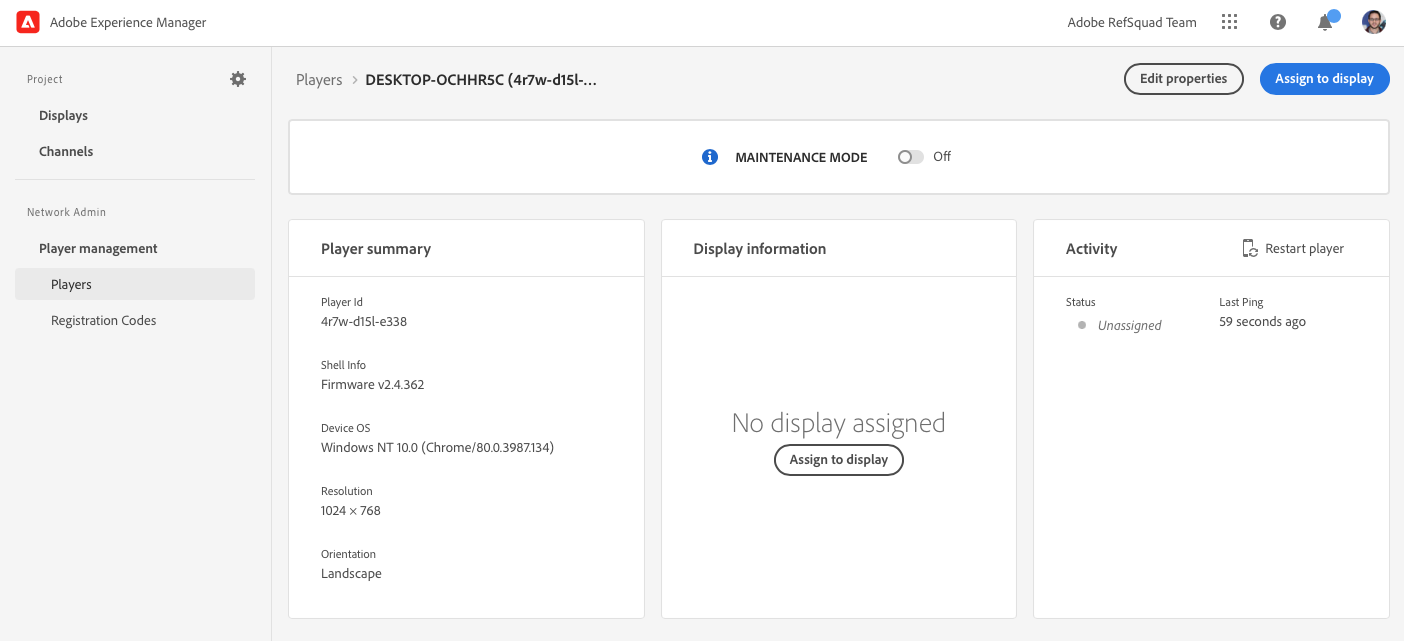 Adobe Experience Manager
Adobe RefSquad Team
Project
Displays
Channels
Network Admin
Player management
Players
Registration Codes
Players > DESKTOP-OCHHR5C (4r7w-d15l-...
Edit properties
Assign to display
MAINTENANCE MODE
Off
Player summary
Player Id
4r7w-d15l-e338
Shell Info
Firmware v2.4.362
Device OS
Windows NT 10.0 (Chrome/80.0.3987.134)
Resolution
1024 × 768
Orientation
Landscape
Display information
No display assigned
Assign to display
Activity
Restart player
Status
Unassigned
Last Ping
59 seconds ago